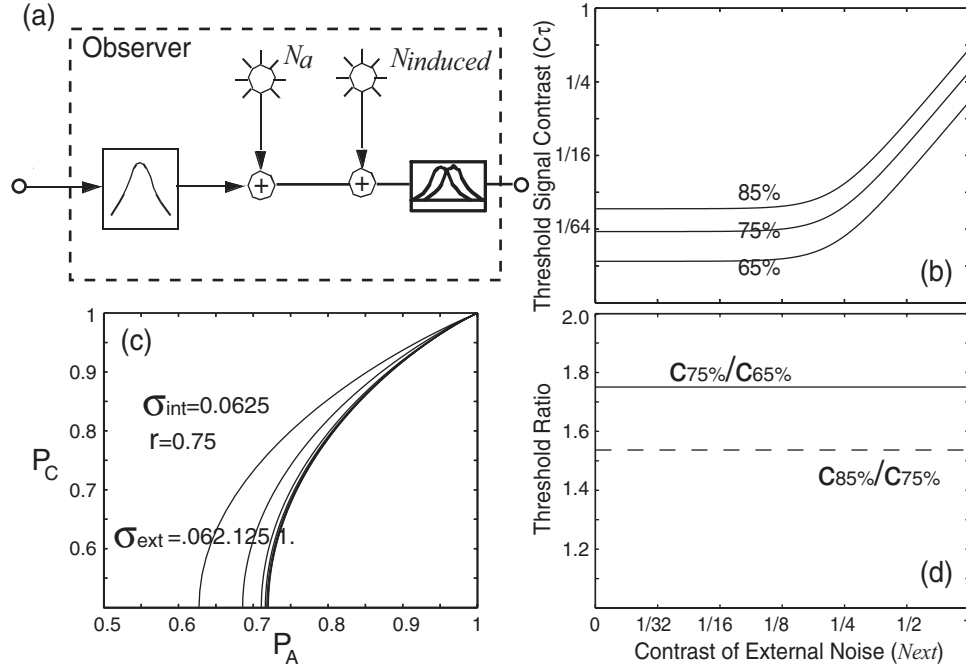 (a)
Observer
Na
Ninduced
+
+
Threshold Signal Contrast (Cτ)
1
1/4
1/16
1/64
85%
75%
65%
(b)
(c)
PC
1
0.9
0.8
0.7
0.6
σint=0.0625
r=0.75
σext=.062.125 1.
0.5
0.6
0.7
0.8
0.9
1
PA
Threshold Ratio
2.0
1.8
1.6
1.4
1.2
C75%/C65%
C85%/C75%
(d)
0
1/32
1/16
1/8
1/4
1/2
1
Contrast of External Noise (Next)